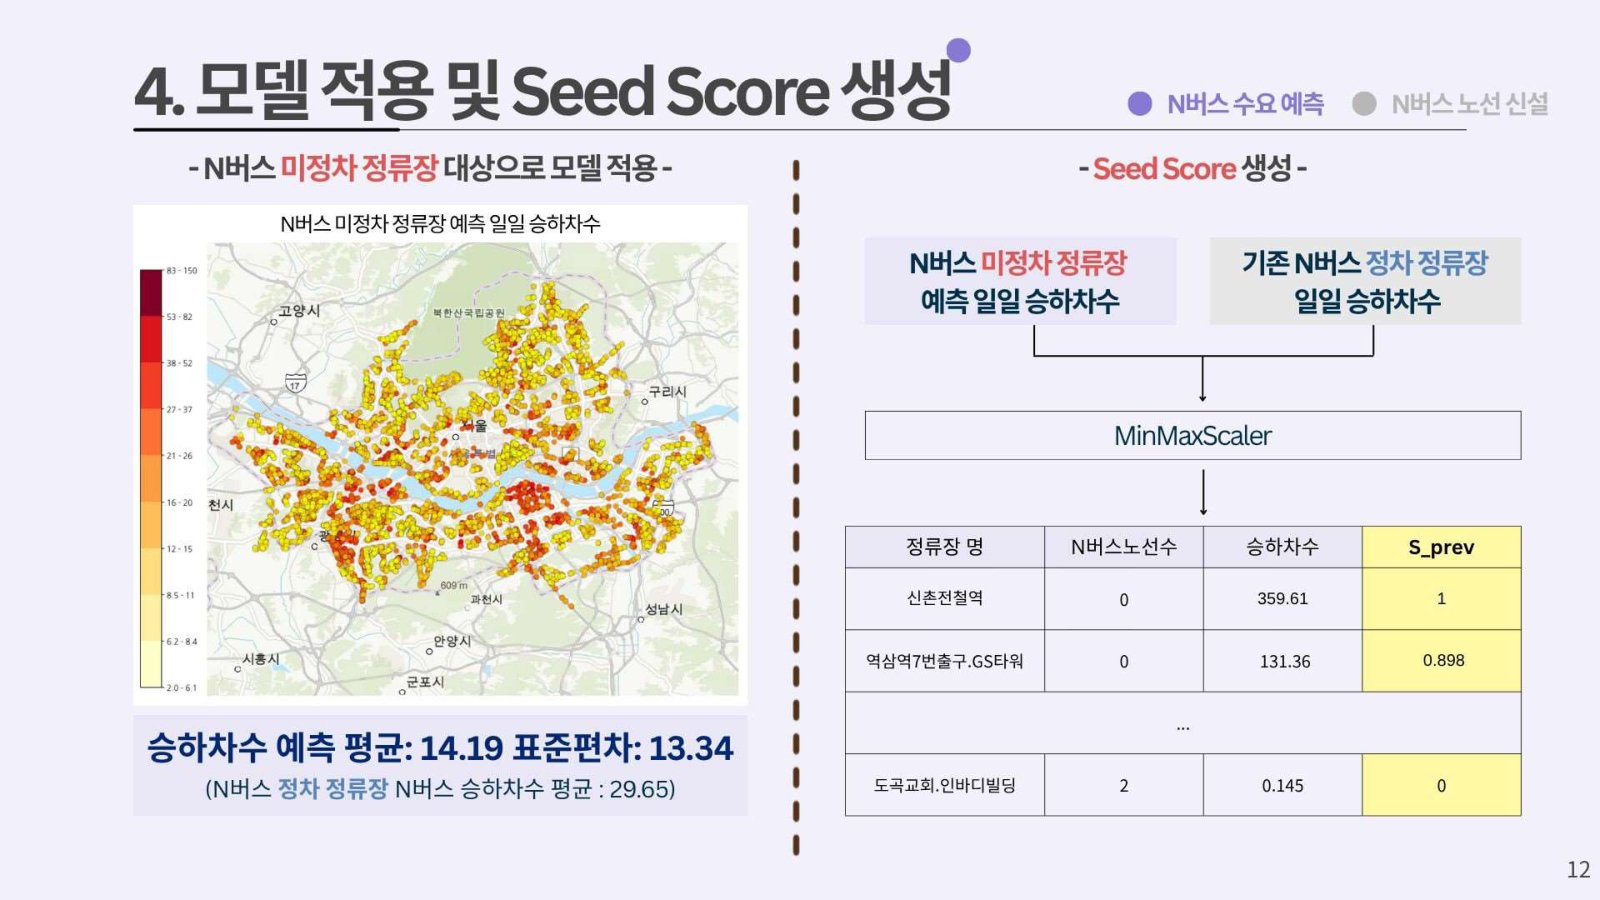 4. 모델 적용 및 Seed Score 생성
N버스 수요 예측
N버스 노선 신설
- N버스 미정차 정류장 대상으로 모델 적용 -
N버스 미정차 정류장 예측 일일 승하차수
83 - 150
53 - 82
38 - 52
27 - 37
21 - 26
16 - 20
12 - 15
8.5 - 11
6.2 - 8.4
2.0 - 6.1
고양시
북한산국립공원
17
구리시
서울
천시
609 m
과천시
성남시
안양시
시흥시
군포시
승하차수 예측 평균: 14.19 표준편차: 13.34
(N버스 정차 정류장 N버스 승하차수 평균 : 29.65)
- Seed Score 생성 -
N버스 미정차 정류장
예측 일일 승하차수
기존 N버스 정차 정류장
일일 승하차수
MinMaxScaler
정류장 명 N버스노선수 승하차수 S_prev
신촌전철역 0 359.61 1
역삼역7번출구.GS타워 0 131.36 0.898
...
도곡교회.인바디빌딩 2 0.145 0
12